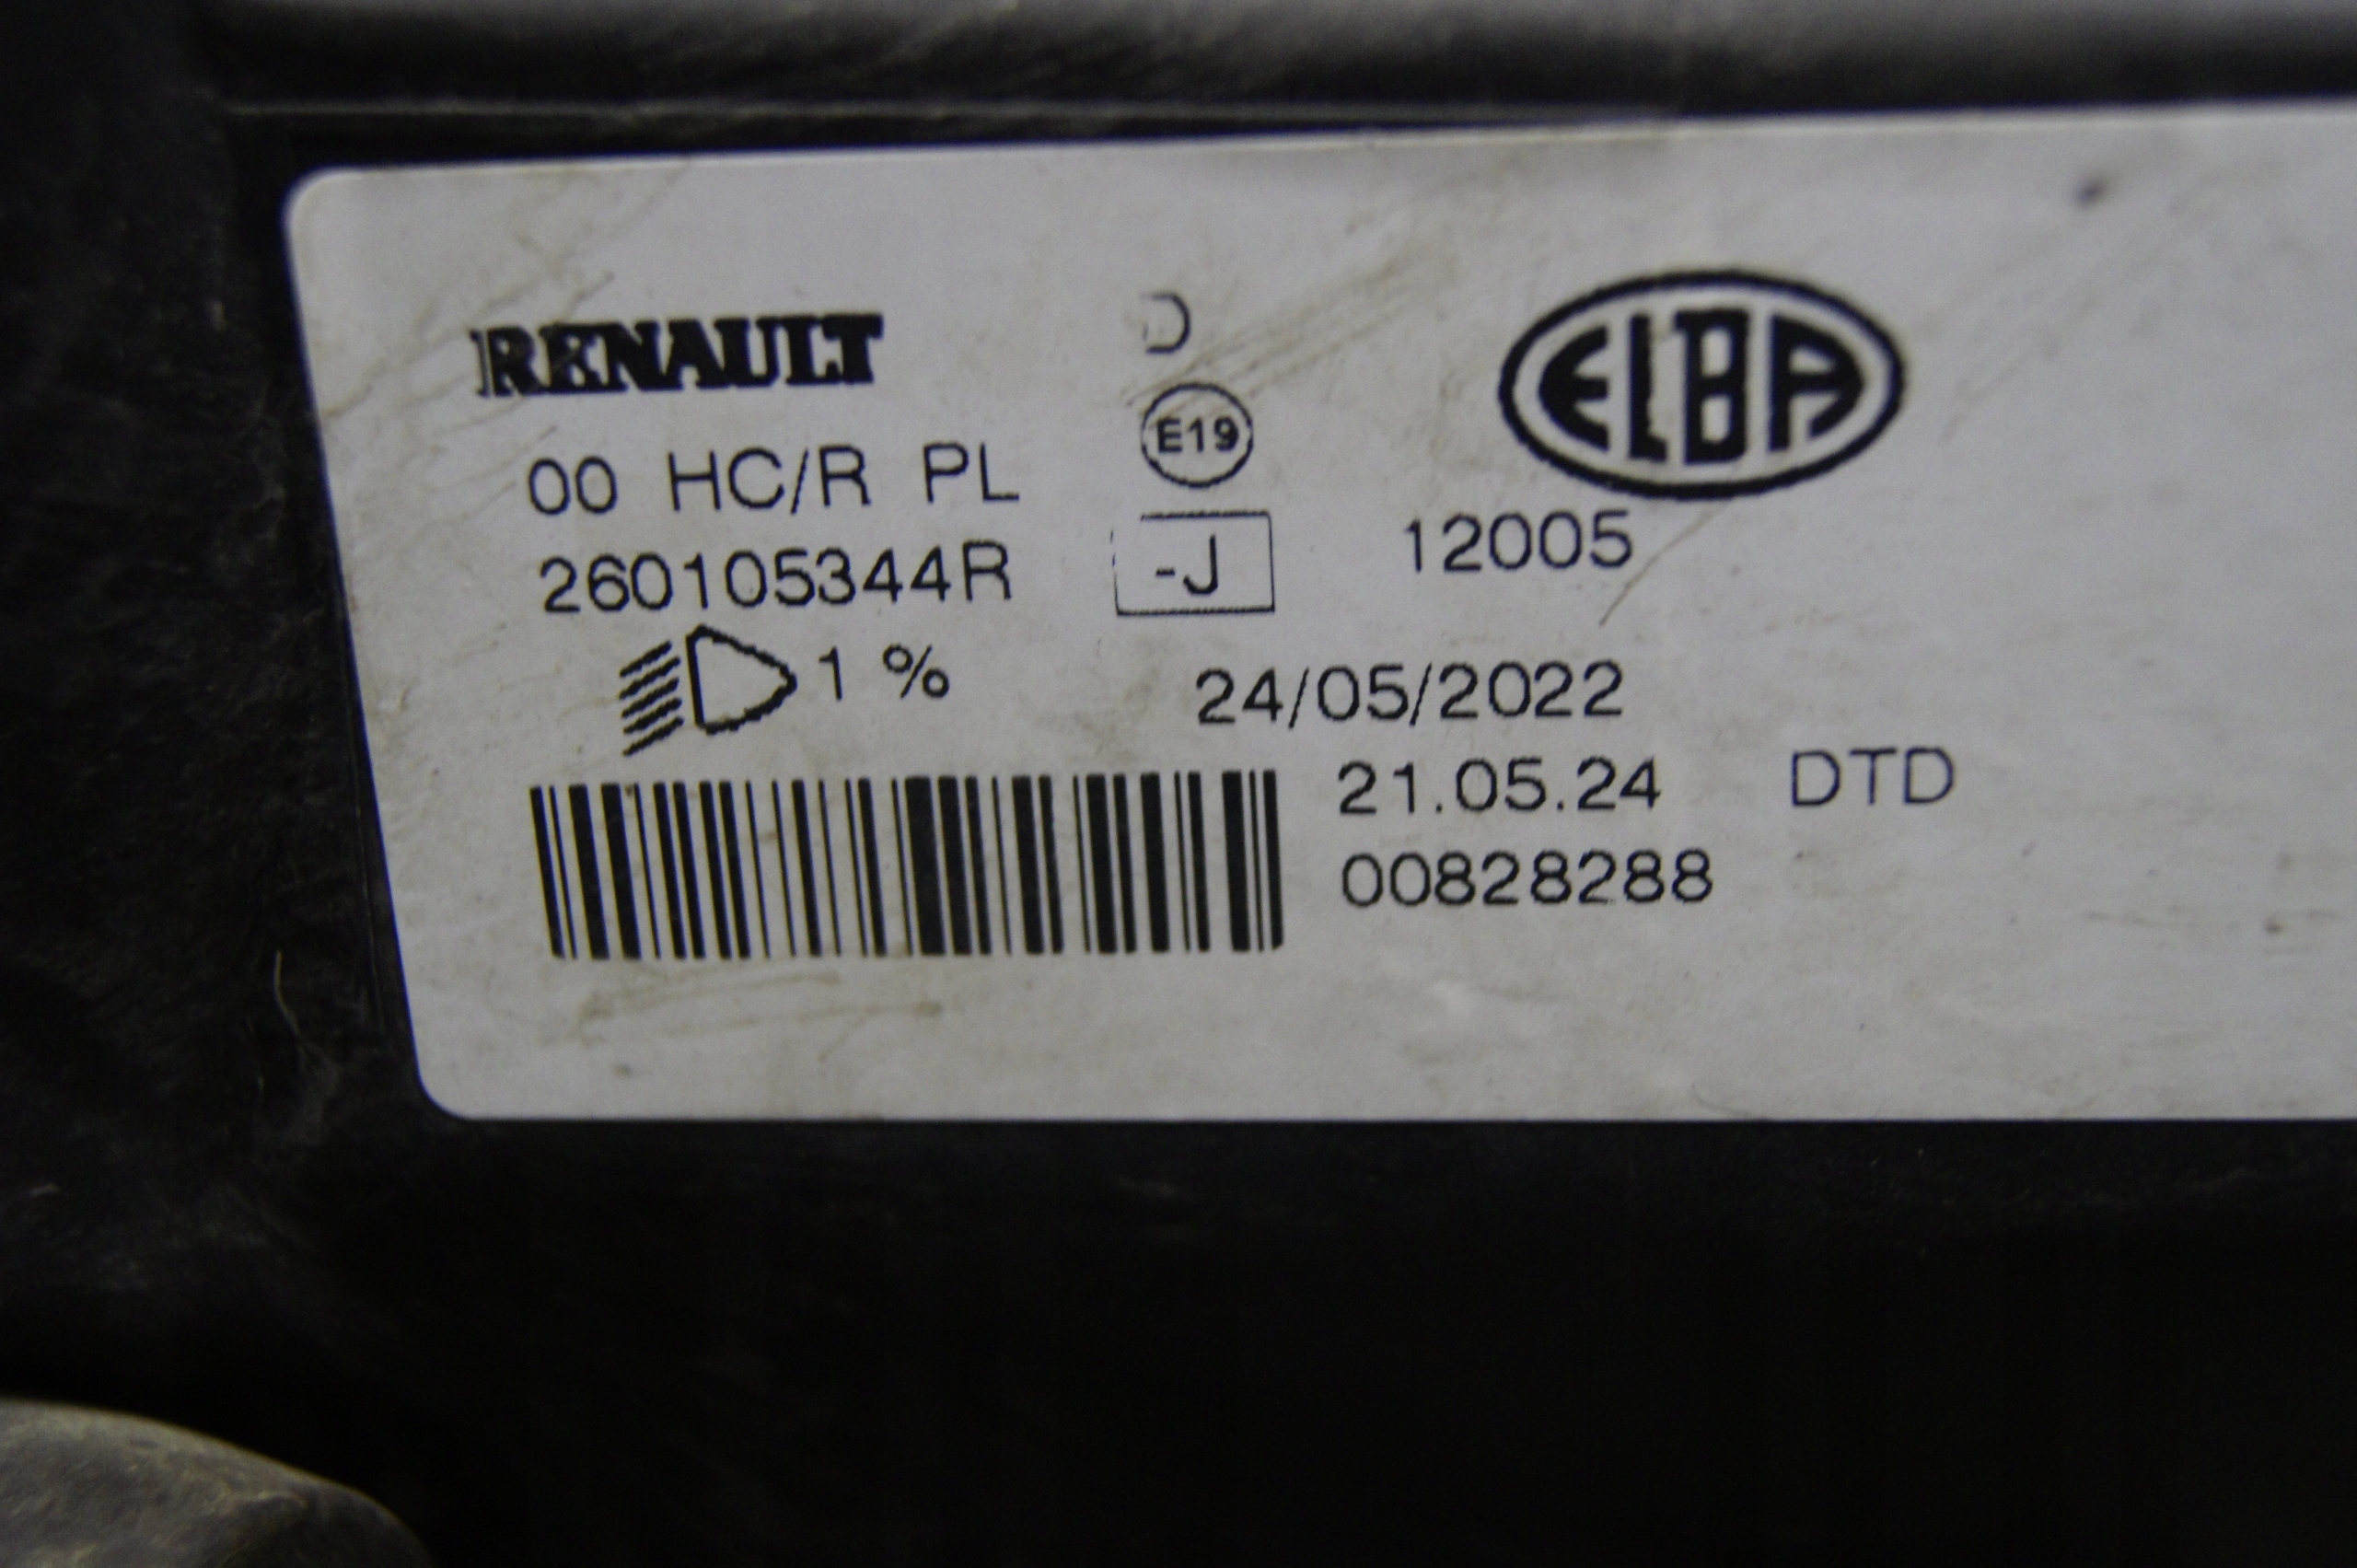 RENAULT D ELBA
00 HC/R PL E19
260105344R -J 12005
1 % 24/05/2022
21.05.24 DTD
00828288